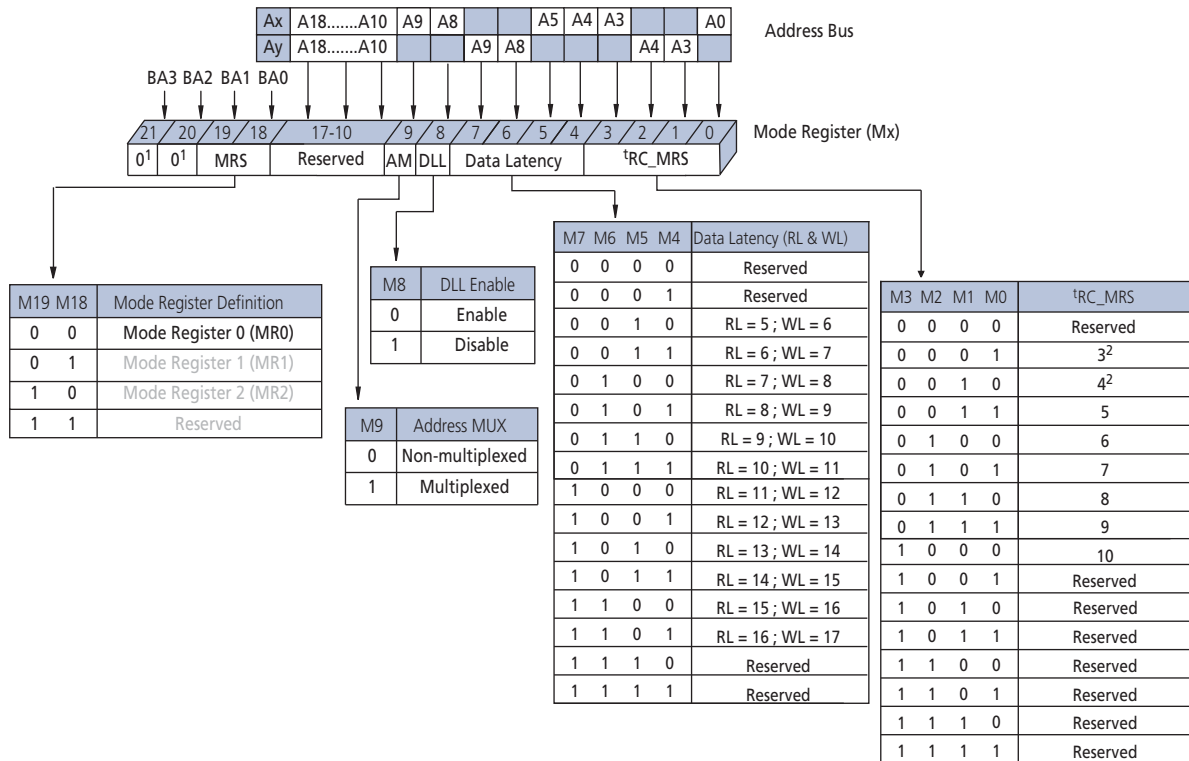 Ax A18.......A10 A9 A8 A5 A4 A3 A0
Ay A18.......A10 A9 A8 A4 A3
Address Bus
BA3 BA2 BA1 BA0
21 20 19 18 17-10 9 8 7 6 5 4 3 2 1 0
Mode Register (Mx)
0¹ 0¹ MRS Reserved AM DLL Data Latency ᵗRC_MRS
M19 M18 Mode Register Definition
0 0 Mode Register 0 (MR0)
0 1 Mode Register 1 (MR1)
1 0 Mode Register 2 (MR2)
1 1 Reserved
M8 DLL Enable
0 Enable
1 Disable
M9 Address MUX
0 Non-multiplexed
1 Multiplexed
M7 M6 M5 M4 Data Latency (RL & WL)
0 0 0 0 Reserved
0 0 0 1 Reserved
0 0 1 0 RL = 5 ; WL = 6
0 0 1 1 RL = 6 ; WL = 7
0 1 0 0 RL = 7 ; WL = 8
0 1 0 1 RL = 8 ; WL = 9
0 1 1 0 RL = 9 ; WL = 10
0 1 1 1 RL = 10 ; WL = 11
1 0 0 0 RL = 11 ; WL = 12
1 0 0 1 RL = 12 ; WL = 13
1 0 1 0 RL = 13 ; WL = 14
1 0 1 1 RL = 14 ; WL = 15
1 1 0 0 RL = 15 ; WL = 16
1 1 0 1 RL = 16 ; WL = 17
1 1 1 0 Reserved
1 1 1 1 Reserved
M3 M2 M1 M0 ᵗRC_MRS
0 0 0 0 Reserved
0 0 0 1 3²
0 0 1 0 4²
0 0 1 1 5
0 1 0 0 6
0 1 0 1 7
0 1 1 0 8
0 1 1 1 9
1 0 0 0 10
1 0 0 1 Reserved
1 0 1 0 Reserved
1 0 1 1 Reserved
1 1 0 0 Reserved
1 1 0 1 Reserved
1 1 1 0 Reserved
1 1 1 1 Reserved